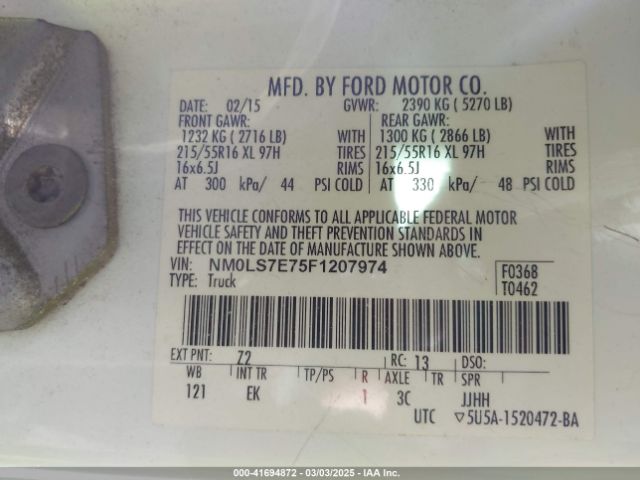 MFD. BY FORD MOTOR CO.
DATE: 02/15 GVWR: 2390 KG ( 5270 LB)
FRONT GAWR: REAR GAWR:
1232 KG ( 2716 LB) WITH 1300 KG ( 2866 LB) WITH
215/55R16 XL 97H TIRES 215/55R16 XL 97H TIRES
16x6.5J RIMS 16x6.5J RIMS
AT 300 kPa/ 44 PSI COLD AT 330 kPa/ 48 PSI COLD
THIS VEHICLE CONFORMS TO ALL APPLICABLE FEDERAL MOTOR
VEHICLE SAFETY AND THEFT PREVENTION STANDARDS IN
EFFECT ON THE DATE OF MANUFACTURE SHOWN ABOVE.
VIN: NM0LS7E75F1207974 F0368
TYPE: Truck T0462
EXT PNT: Z2 RC: 13 DSO:
WB INT TR TP/PS R AXLE TR SPR
121 EK 1 3C JJHH
UTC ▽5U5A-1520472-BA
000-41694872 - 03/03/2025 - IAA Inc.